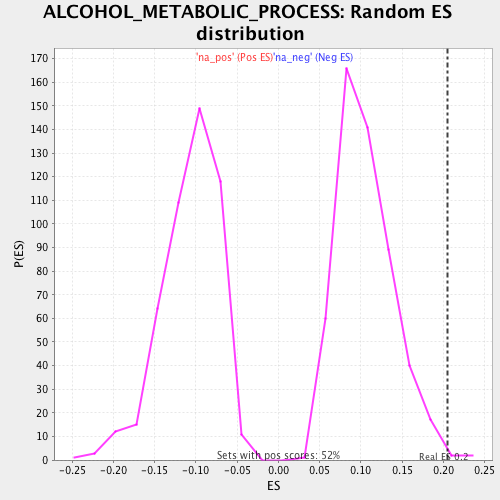 ALCOHOL_METABOLIC_PROCESS: Random ES
distribution
'na_pos' (Pos ES)'na_neg' (Neg ES)
170
160
150
140
130
120
110
100
90
80
70
60
50
40
30
20
10
0
P(ES)
Sets with pos scores: 52%
Real ES 0.2
-0.25 -0.20 -0.15 -0.10 -0.05 0.00 0.05 0.10 0.15 0.20 0.25
ES